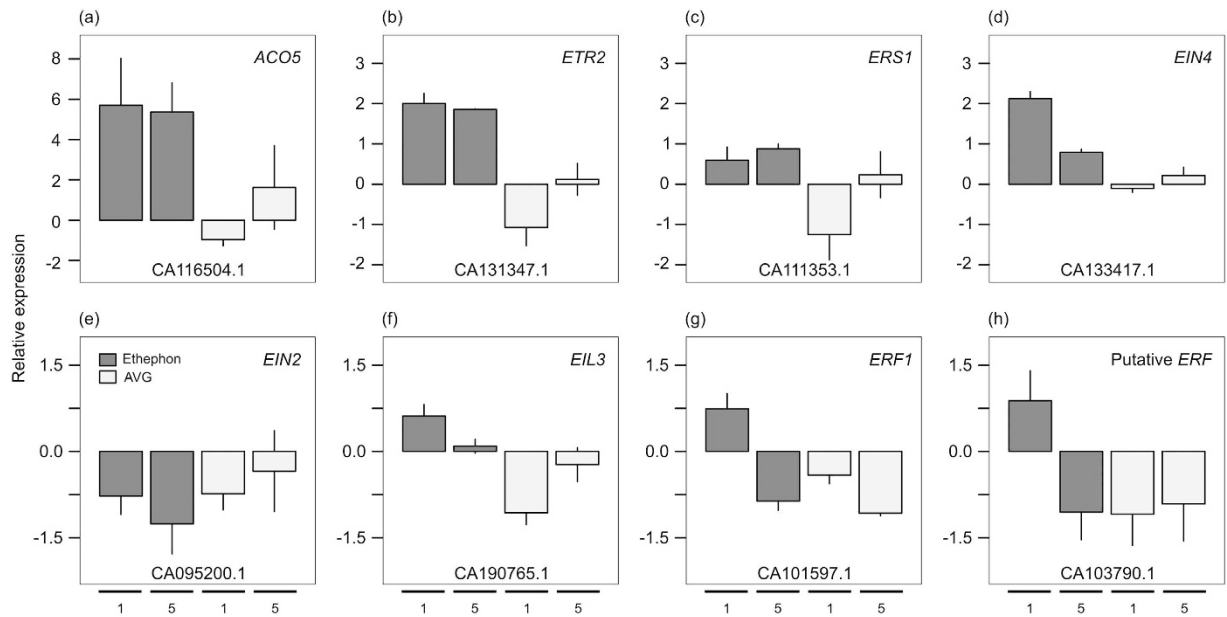 (a)
ACO5
8
6
4
2
0
-2
CA116504.1
(b)
ETR2
3
2
1
0
-1
-2
CA131347.1
(c)
ERS1
3
2
1
0
-1
-2
CA111353.1
(d)
EIN4
3
2
1
0
-1
-2
CA133417.1
Relative expression
(e)
Ethephon
AVG
EIN2
1.5
0.0
-1.5
CA095200.1
1 5 1 5
(f)
EIL3
1.5
0.0
-1.5
CA190765.1
1 5 1 5
(g)
ERF1
1.5
0.0
-1.5
CA101597.1
1 5 1 5
(h)
Putative ERF
1.5
0.0
-1.5
CA103790.1
1 5 1 5